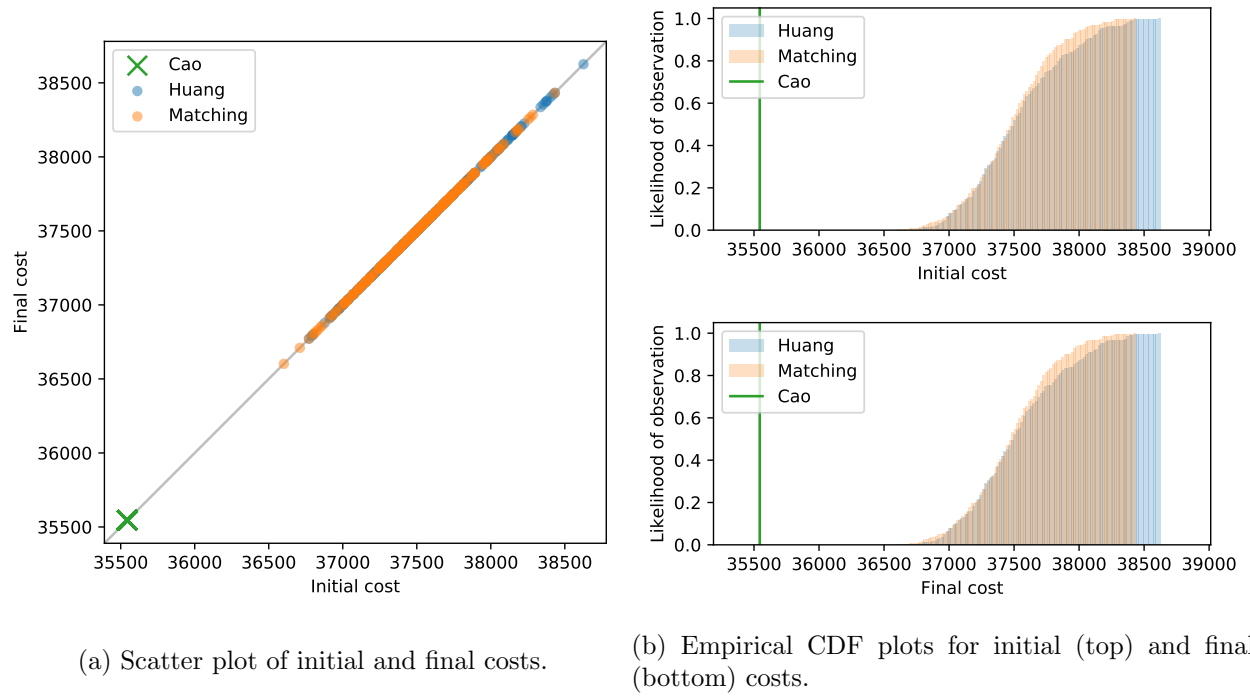 38500
38000
37500
37000
36500
36000
35500
Final cost
Cao
Huang
Matching
35500 36000 36500 37000 37500 38000 38500
Initial cost
(a) Scatter plot of initial and final costs.
1.0
0.8
0.6
0.4
0.2
0.0
Likelihood of observation
Huang
Matching
Cao
35500 36000 36500 37000 37500 38000 38500 39000
Initial cost
1.0
0.8
0.6
0.4
0.2
0.0
Likelihood of observation
Huang
Matching
Cao
35500 36000 36500 37000 37500 38000 38500 39000
Final cost
(b) Empirical CDF plots for initial (top) and final
(bottom) costs.